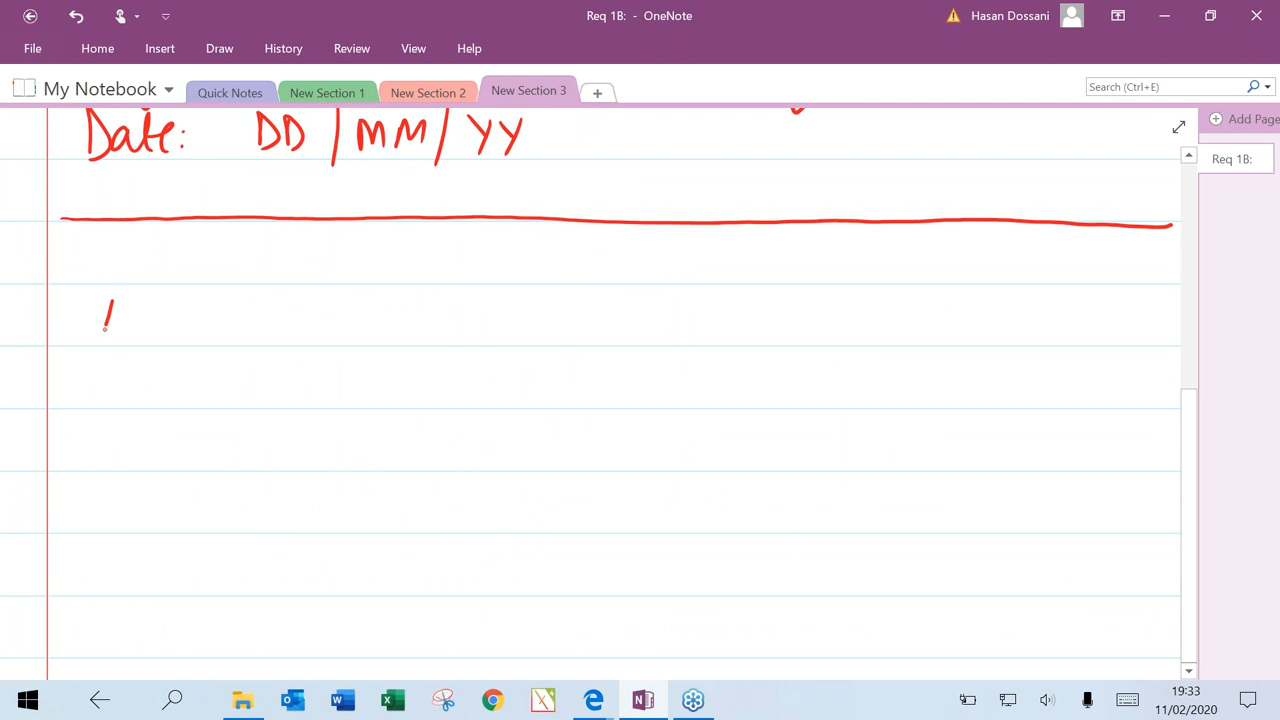 Req 1B: - OneNote
Hasan Dossani
File Home Insert Draw History Review View Help
My Notebook Quick Notes New Section 1 New Section 2 New Section 3
Search (Ctrl+E)
Add Page
Req 1B:
Date: DD/MM/YY
19:33
11/02/2020